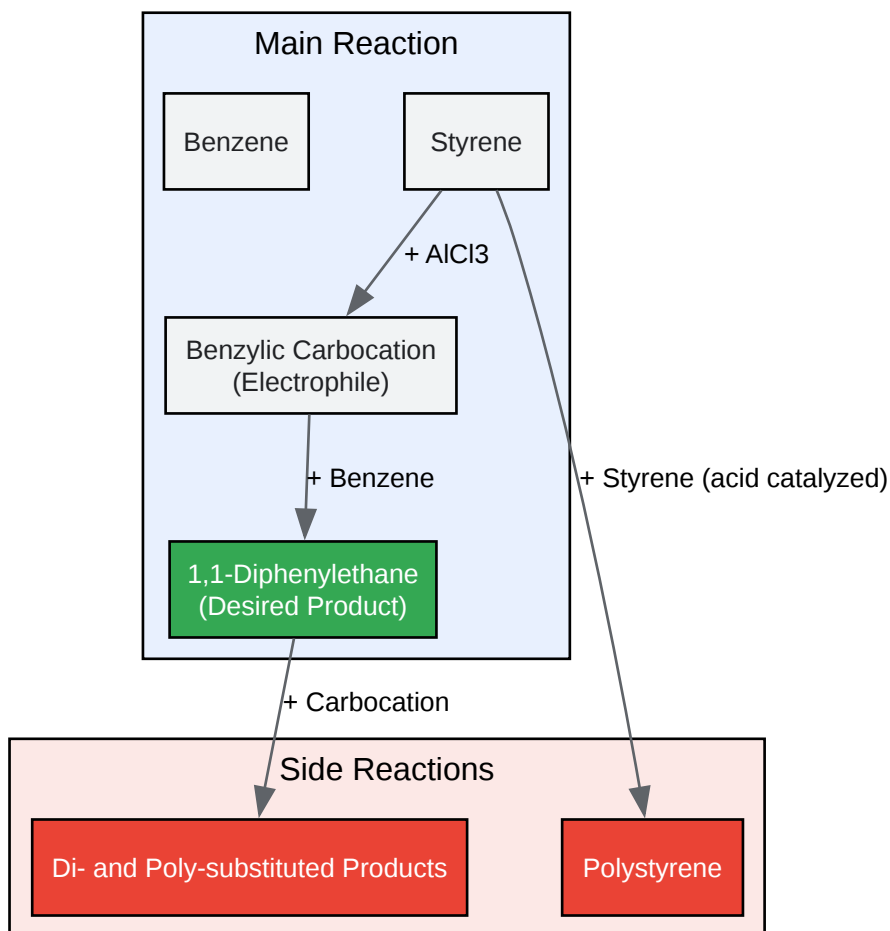 Main Reaction
Benzene
Styrene
+ AlCl3
Benzylic Carbocation
(Electrophile)
+ Benzene
+ Styrene (acid catalyzed)
1,1-Diphenylethane
(Desired Product)
+ Carbocation
Side Reactions
Di- and Poly-substituted Products
Polystyrene